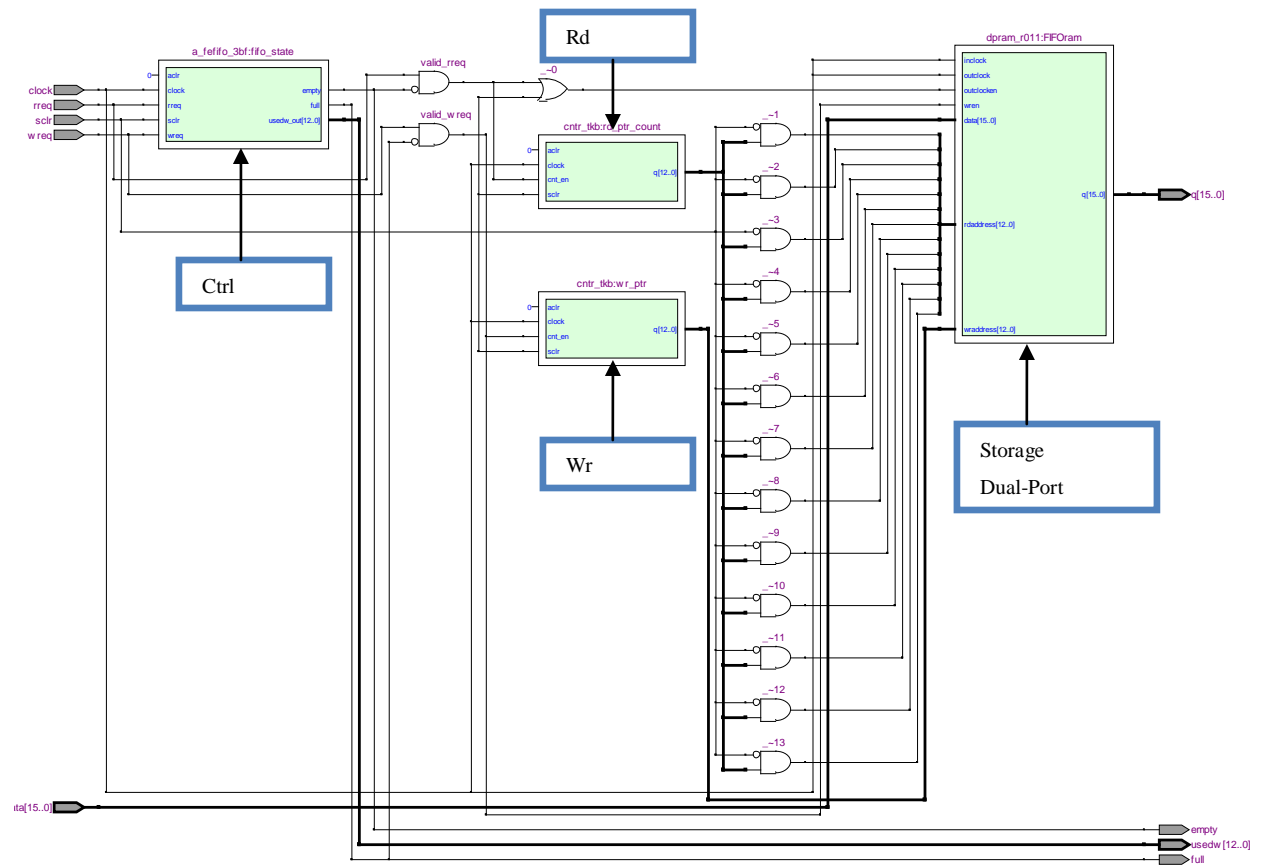 Rd
a_fefifo_3bf:fifo_state
0
aclr
clock
rreq
sclr
wreq
empty
full
usedw_out[12..0]
clock
rreq
sclr
w req
valid_rreq
valid_w req
_~0
Ctrl
0
aclr
clock
cnt_en
sclr
q[12..0]
cntr_tkb:w r_ptr
0
aclr
clock
cnt_en
sclr
q[12..0]
Wr
_~1
_~2
_~3
_~4
_~5
_~6
_~7
_~8
_~9
_~10
_~11
_~12
_~13
dpram_r011:FIFOram
inclock
outclock
outclocken
wren
data[15..0]
rdaddress[12..0]
wraddress[12..0]
q[15..0]
q[15..0]
Storage
Dual-Port
ata[15..0]
empty
usedw [12..0]
full